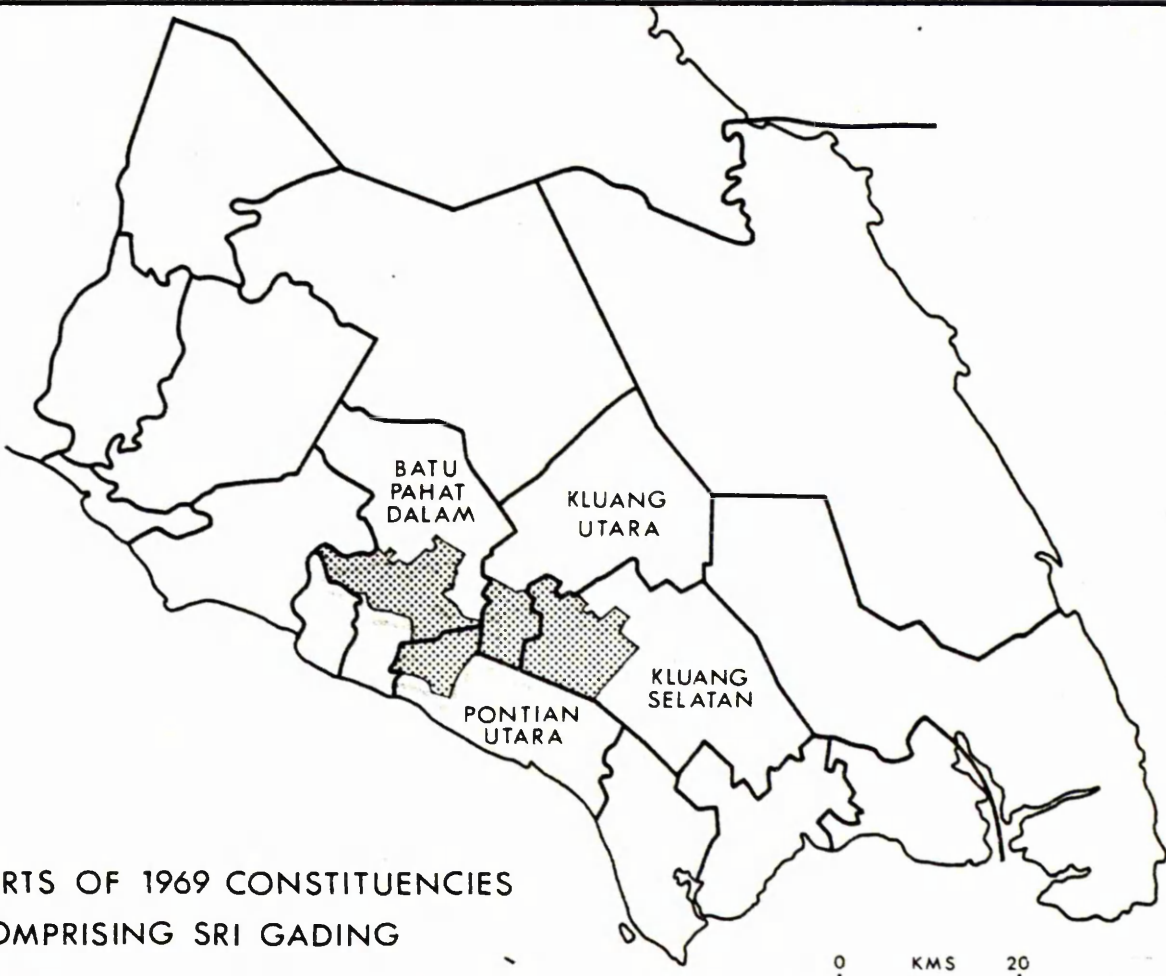 BATU
PAHAT
DALAM
KLUANG
UTARA
KLUANG
SELATAN
PONTIAN
UTARA
RTS OF 1969 CONSTITUENCIES
OMPRISING SRI GADING
0 KMS 20